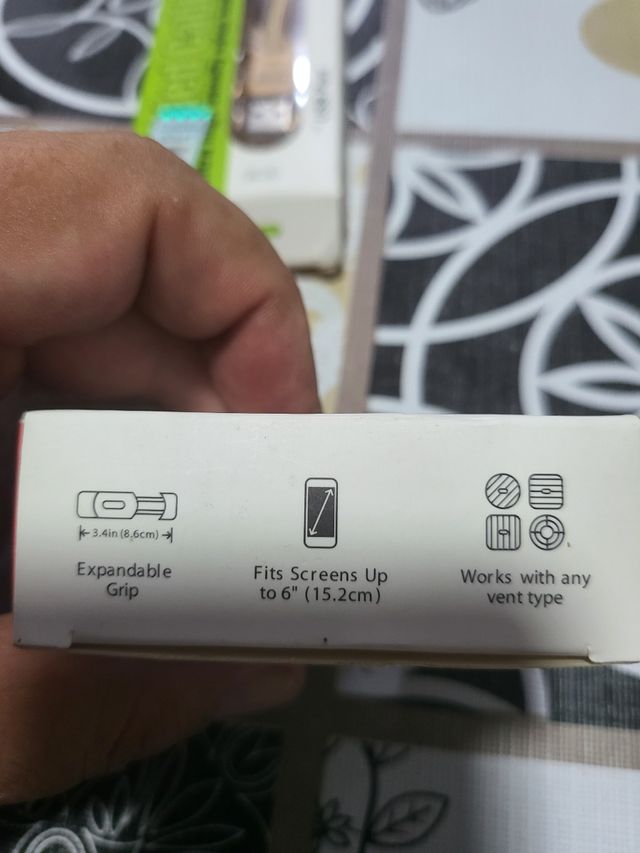 3.4in (8.6cm)
Expandable
Grip
Fits Screens Up
to 6" (15.2cm)
Works with any
vent type